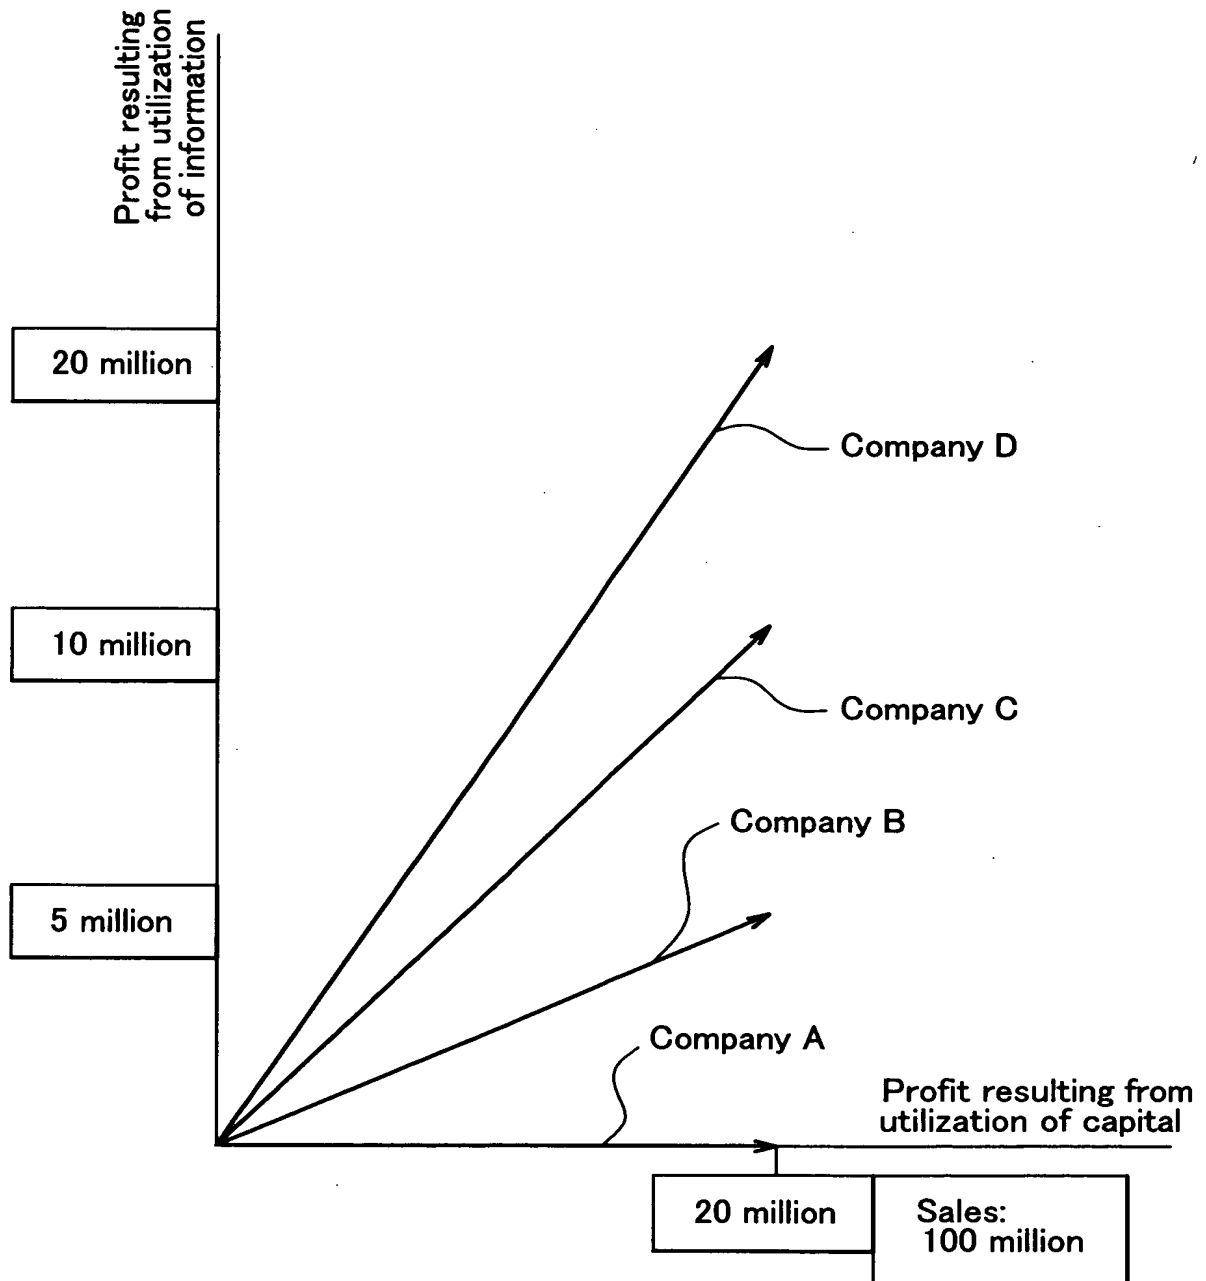 Profit resulting
from utilization
of information
20 million
Company D
10 million
Company C
Company B
5 million
Company A
Profit resulting from
utilization of capital
20 million
Sales:
100 million